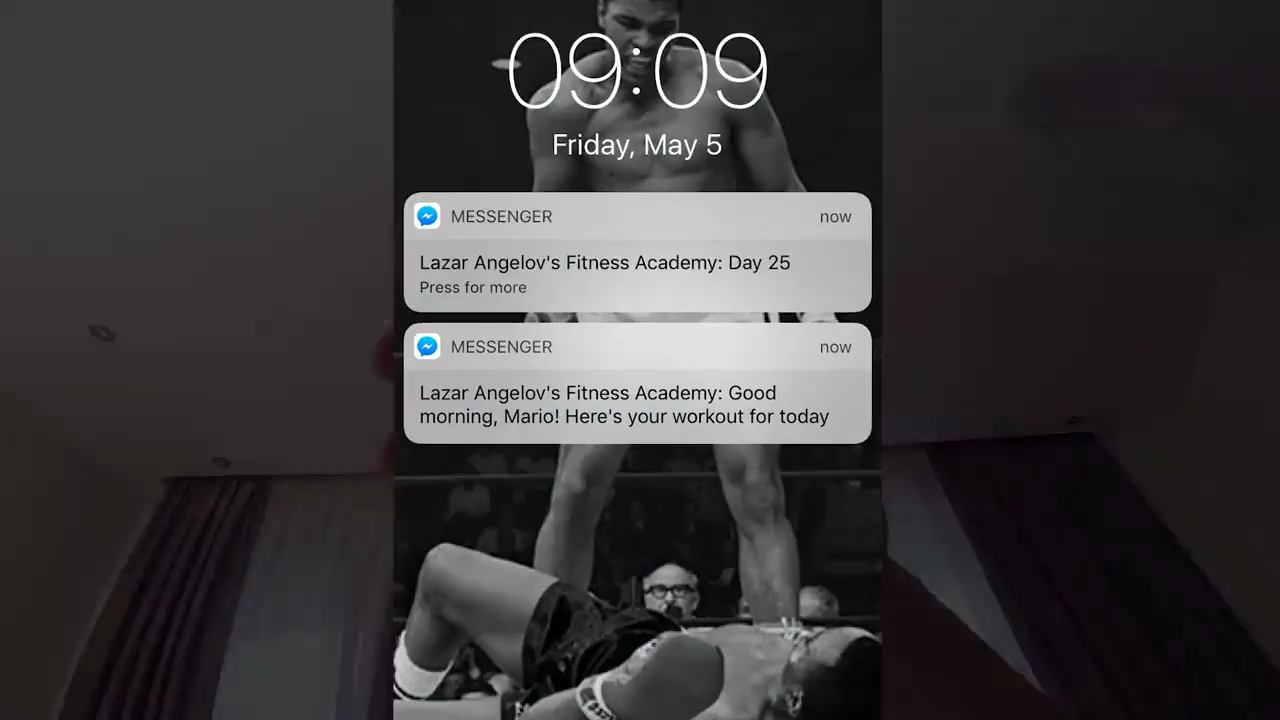 09:09
Friday, May 5
MESSENGER now
Lazar Angelov's Fitness Academy: Day 25
Press for more
MESSENGER now
Lazar Angelov's Fitness Academy: Good
morning, Mario! Here's your workout for today